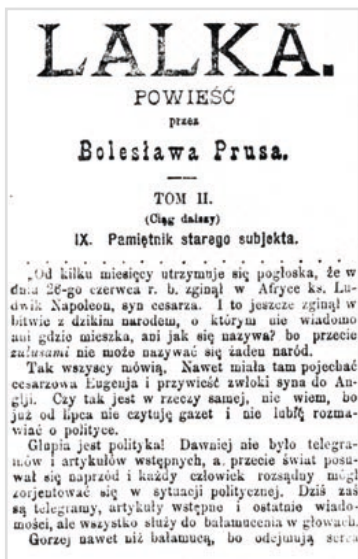 LALKA.
POWIEŚĆ
przez
Bolesława Prusa.
TOM II.
(Ciąg dalszy)
IX. Pamiętnik starego subjekta.
„Od kilku miesięcy utrzymuje się pogłoska, że w
dniu 26-go czerwca r. b. zginął w Afryce ks. Lu-
dwik Napoleon, syn cesarza. I to jeszcze zginął w
bitwie z dzikim narodem, o którym nie wiadomo
ani gdzie mieszka, ani jak się nazywa? bo przecie
zulusami nie może nazywać się żaden naród.
Tak wszyscy mówią. Nawet miała tam pojechać
cesarzowa Eugenja i przywieść zwłoki syna do An-
glji. Czy tak jest w rzeczy samej, nie wiem, bo
już od lipca nie czytuję gazet i nie lubię rozma-
wiać o polityce.
Głupia jest polityka! Dawniej nie było telegra-
mów i artykułów wstępnych, a przecie świat posu-
wał się naprzód i każdy człowiek rozsądny mógł
zorjentować się w sytuacji politycznej. Dziś zaś
są telegramy, artykuły wstępne i ostatnie wiado-
mości, ale wszystko służy do bałamucenia w głowach.
Gorzej nawet niż bałamucą, bo odejmują serca